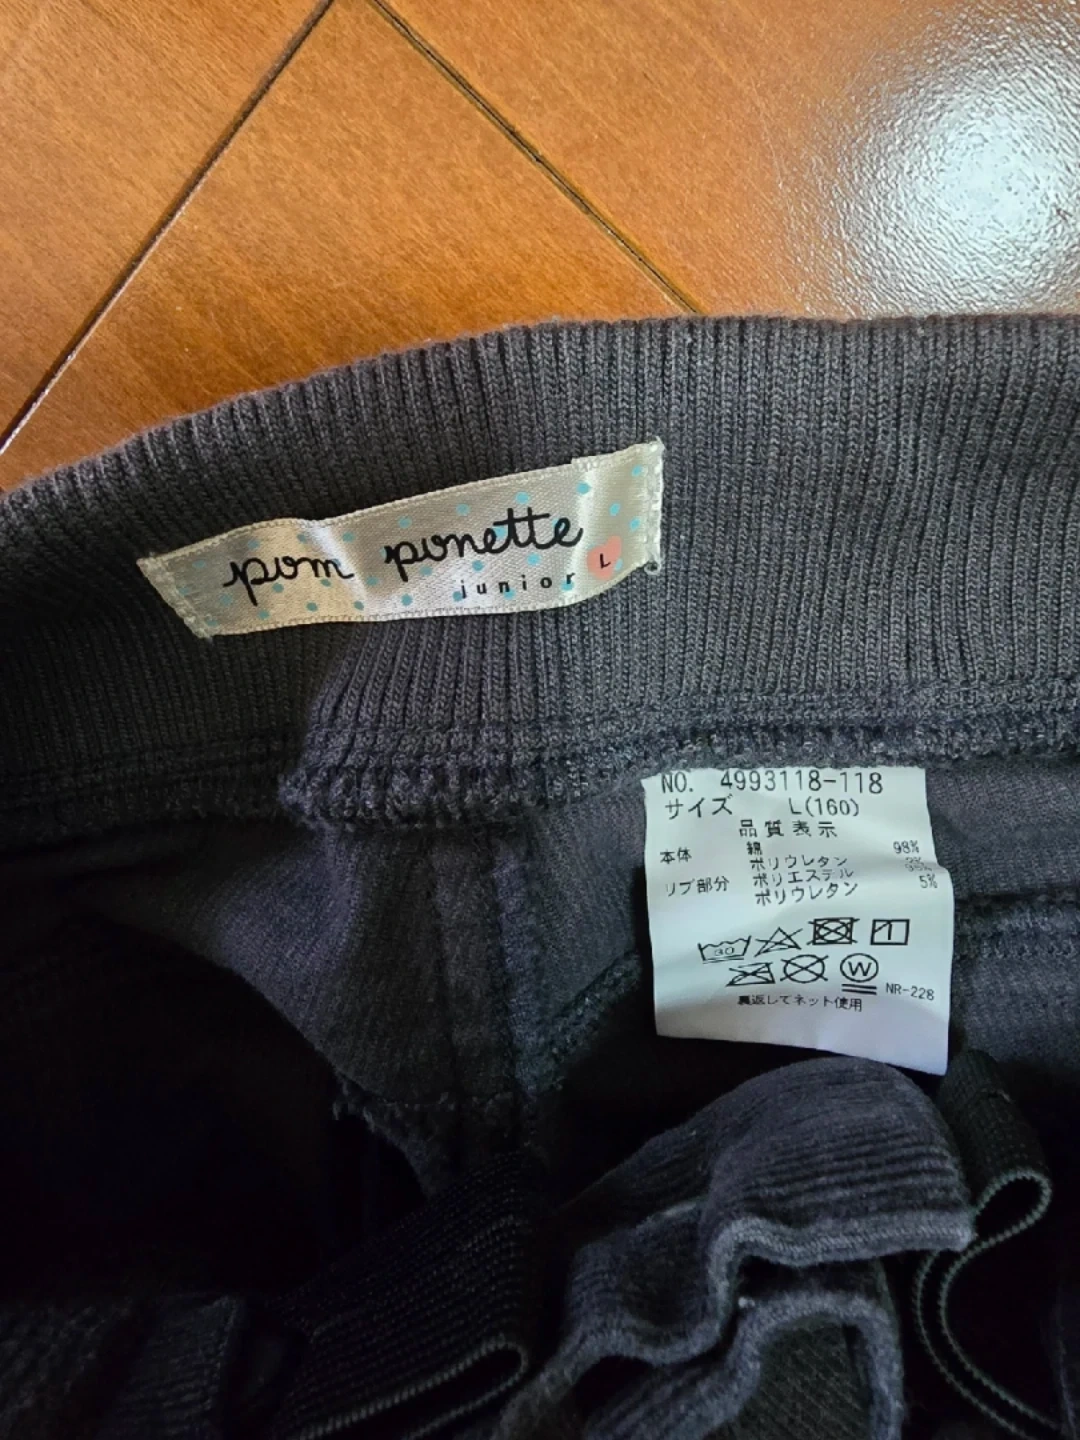 pom ponette
junior L
NO. 4993118-118
サイズ L(160)
品質表示
本体 綿 98%
ポリウレタン
リブ部分 ポリエステル
ポリウレタン 5%
30
1
W
NR-228
裏返してネット使用